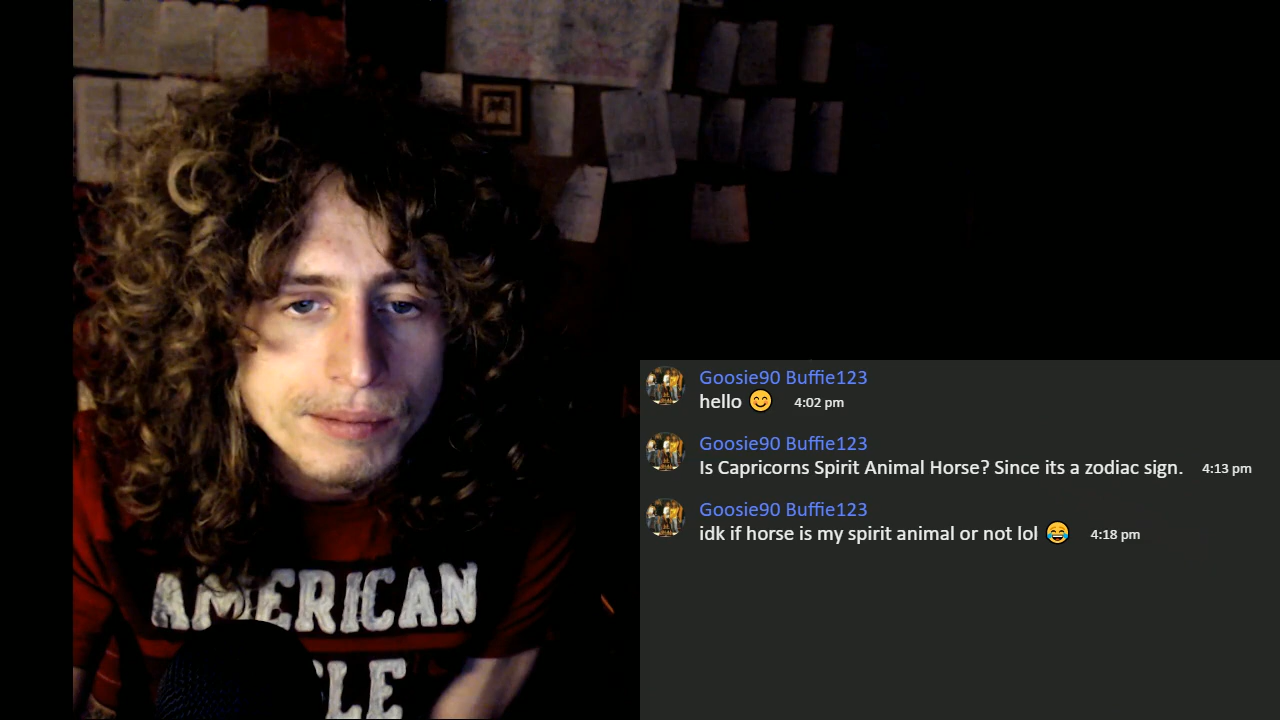 Goosie90 Buffie123
hello 😊 4:02 pm
Goosie90 Buffie123
Is Capricorns Spirit Animal Horse? Since its a zodiac sign. 4:13 pm
Goosie90 Buffie123
idk if horse is my spirit animal or not lol 😂 4:18 pm
AMERICAN